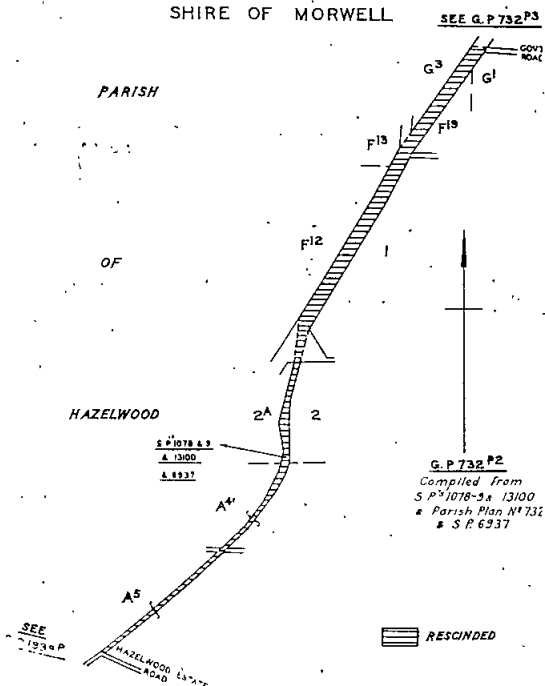 SHIRE OF MORWELL
SEE G.P 732 P3
GOVT
ROAD
G3
G1
PARISH
F13
F19
F12
1
OF
HAZELWOOD
2A
2
S P's 1078 & 9
& 13100
& 6937
G.P 732 P2
Compiled from
S P's 1078-9 & 13100
& Parish Plan No 732
& S P. 6937
A41
A5
SEE
HAZELWOOD ESTATE
ROAD
RESCINDED